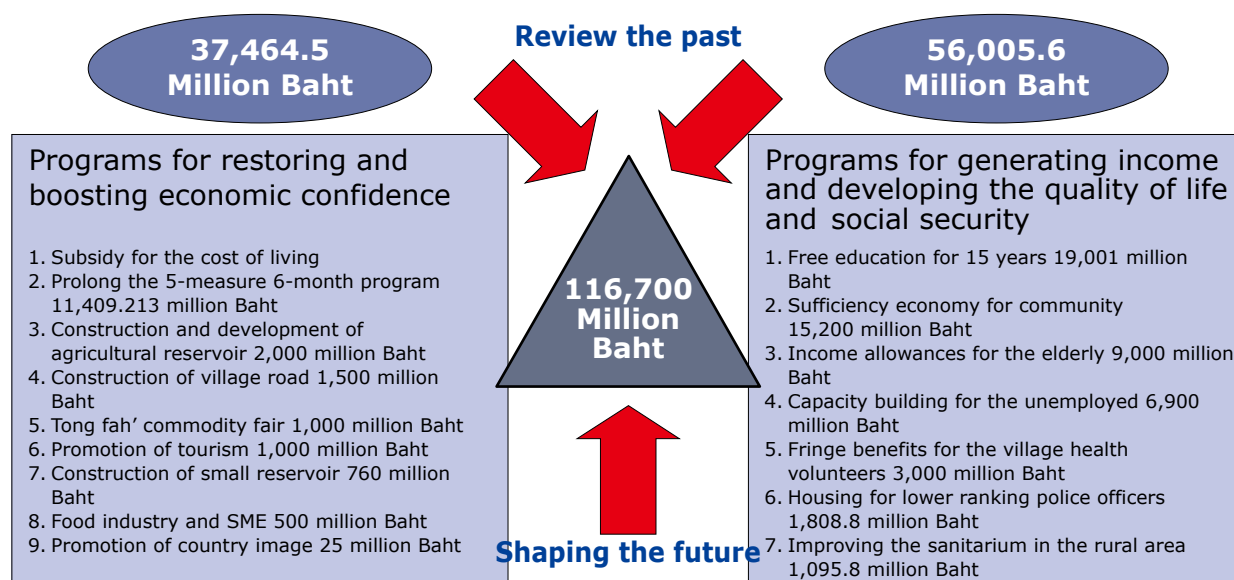 37,464.5
Million Baht
Review the past
56,005.6
Million Baht
Programs for restoring and
boosting economic confidence
1. Subsidy for the cost of living
2. Prolong the 5-measure 6-month program
11,409.213 million Baht
3. Construction and development of
agricultural reservoir 2,000 million Baht
4. Construction of village road 1,500 million
Baht
5. Tong fah’ commodity fair 1,000 million Baht
6. Promotion of tourism 1,000 million Baht
7. Construction of small reservoir 760 million
Baht
8. Food industry and SME 500 million Baht
9. Promotion of country image 25 million Baht
116,700
Million
Baht
Shaping the future
Programs for generating income
and developing the quality of life
and social security
1. Free education for 15 years 19,001 million
Baht
2. Sufficiency economy for community
15,200 million Baht
3. Income allowances for the elderly 9,000 million
Baht
4. Capacity building for the unemployed 6,900
million Baht
5. Fringe benefits for the village health
volunteers 3,000 million Baht
6. Housing for lower ranking police officers
1,808.8 million Baht
7. Improving the sanitarium in the rural area
1,095.8 million Baht